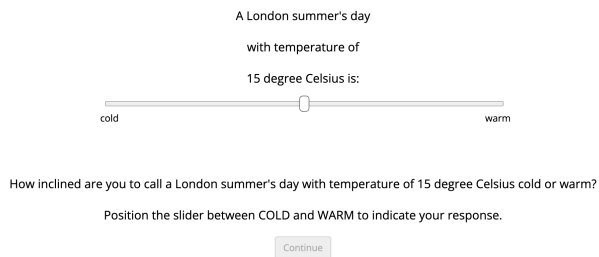 A London summer's day
with temperature of
15 degree Celsius is:
cold
warm
How inclined are you to call a London summer's day with temperature of 15 degree Celsius cold or warm?
Position the slider between COLD and WARM to indicate your response.
Continue